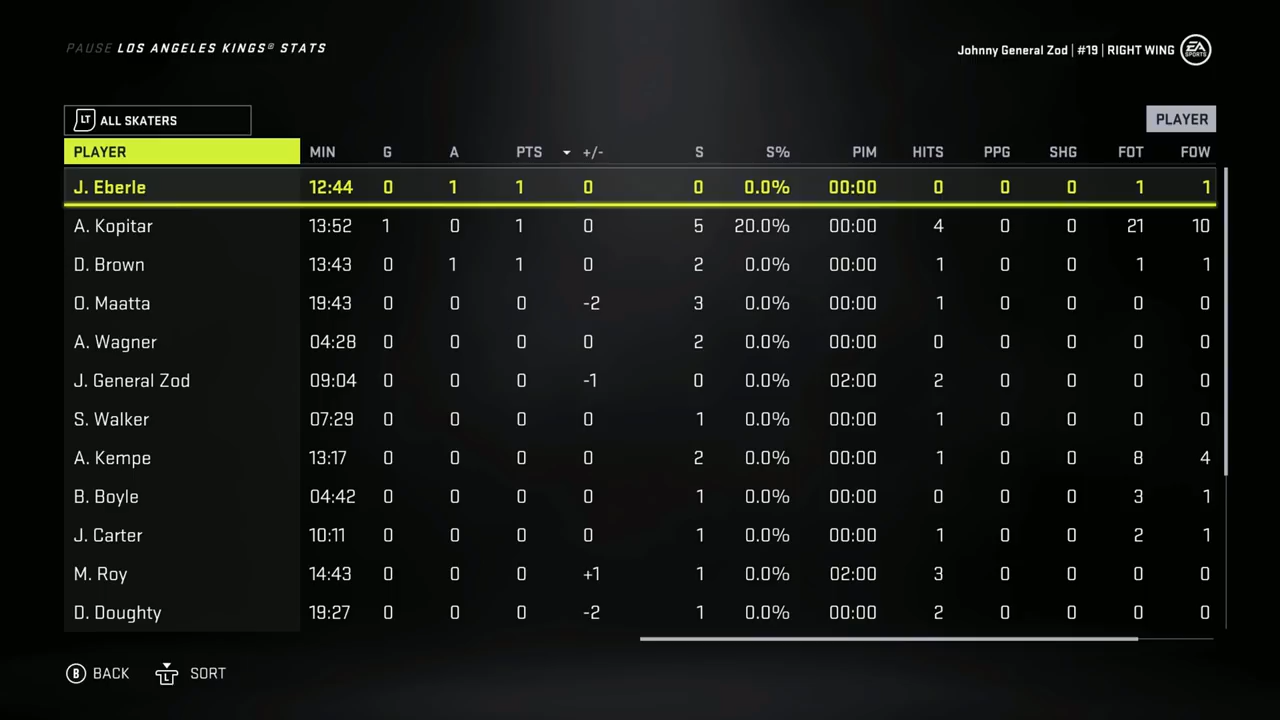 PAUSE LOS ANGELES KINGS® STATS
Johnny General Zod | #19 | RIGHT WING EA SPORTS
LT ALL SKATERS
PLAYER
PLAYER MIN G A PTS +/- S S% PIM HITS PPG SHG FOT FOW
J. Eberle 12:44 0 1 1 0 0 0.0% 00:00 0 0 0 1 1
A. Kopitar 13:52 1 0 1 0 5 20.0% 00:00 4 0 0 21 10
D. Brown 13:43 0 1 1 0 2 0.0% 00:00 1 0 0 1 1
O. Maatta 19:43 0 0 0 -2 3 0.0% 00:00 1 0 0 0 0
A. Wagner 04:28 0 0 0 0 2 0.0% 00:00 0 0 0 0 0
J. General Zod 09:04 0 0 0 -1 0 0.0% 02:00 2 0 0 0 0
S. Walker 07:29 0 0 0 0 1 0.0% 00:00 1 0 0 0 0
A. Kempe 13:17 0 0 0 0 2 0.0% 00:00 1 0 0 8 4
B. Boyle 04:42 0 0 0 0 1 0.0% 00:00 0 0 0 3 1
J. Carter 10:11 0 0 0 0 1 0.0% 00:00 1 0 0 2 1
M. Roy 14:43 0 0 0 +1 1 0.0% 02:00 3 0 0 0 0
D. Doughty 19:27 0 0 0 -2 1 0.0% 00:00 2 0 0 0 0
B BACK L SORT